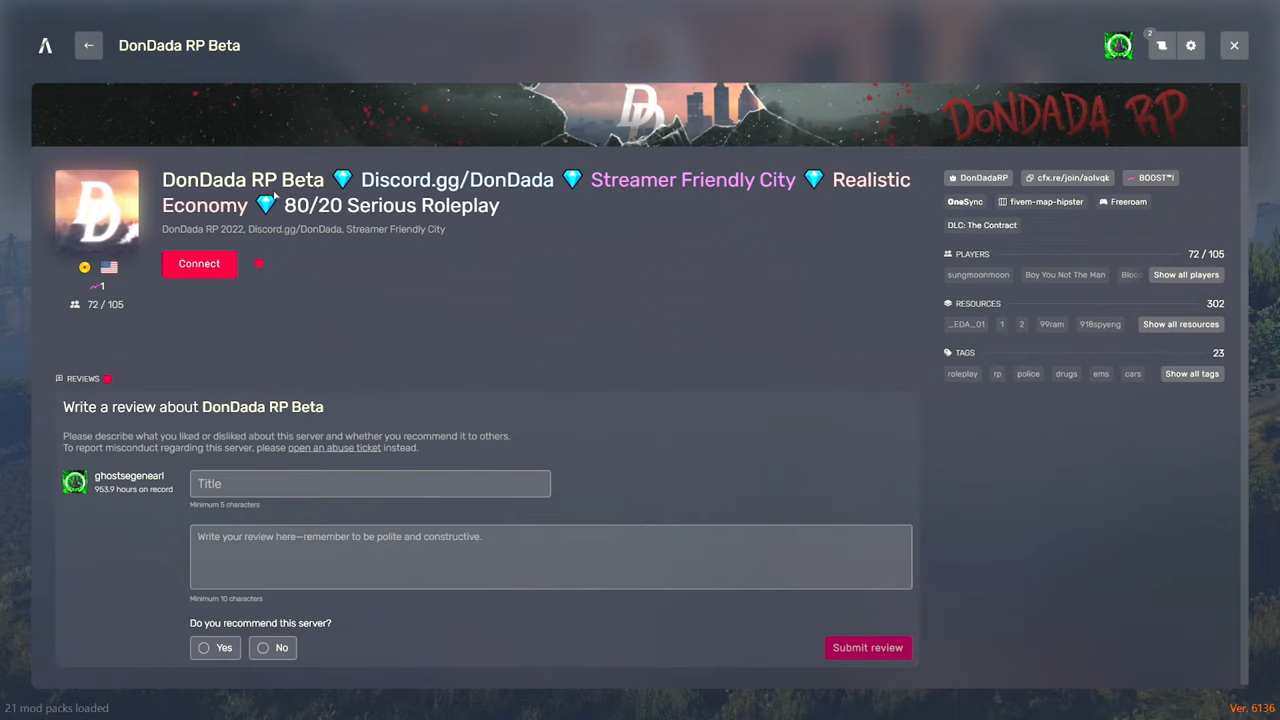 DonDada RP Beta
2
DONDADA RP
DonDada RP Beta 💎 Discord.gg/DonDada 💎 Streamer Friendly City 💎 Realistic
Economy 💎 80/20 Serious Roleplay
DonDada RP 2022, Discord.gg/DonDada, Streamer Friendly City
Connect
1
72 / 105
DonDadaRP cfx.re/join/aolvqk BOOST™!
OneSync fivem-map-hipster Freeroam
DLC: The Contract
PLAYERS 72 / 105
sungmoonmoon Boy You Not The Man Bloo Show all players
RESOURCES 302
_EDA_01 1 2 99ram 918spyeng Show all resources
TAGS 23
roleplay rp police drugs ems cars Show all tags
REVIEWS
Write a review about DonDada RP Beta
Please describe what you liked or disliked about this server and whether you recommend it to others.
To report misconduct regarding this server, please open an abuse ticket instead.
ghostsegenearl
953.9 hours on record
Title
Minimum 5 characters
Write your review here—remember to be polite and constructive.
Minimum 10 characters
Do you recommend this server?
Yes No
Submit review
21 mod packs loaded
Ver. 6136